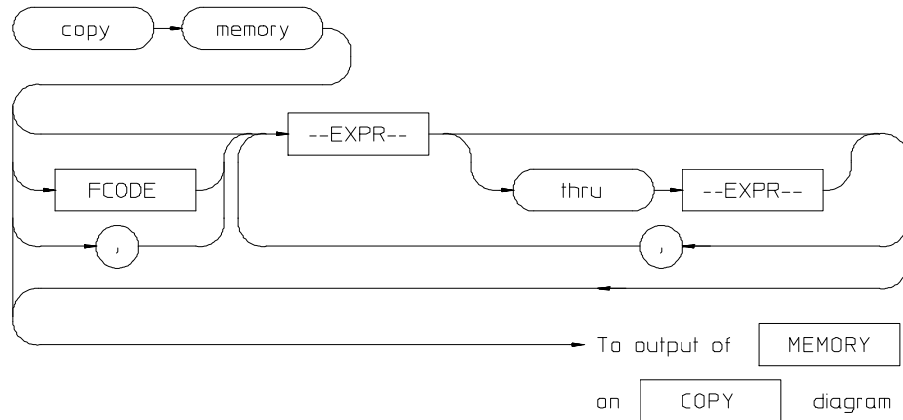 copy memory
--EXPR--
FCODE thru --EXPR--
, ,
To output of MEMORY
on COPY diagram